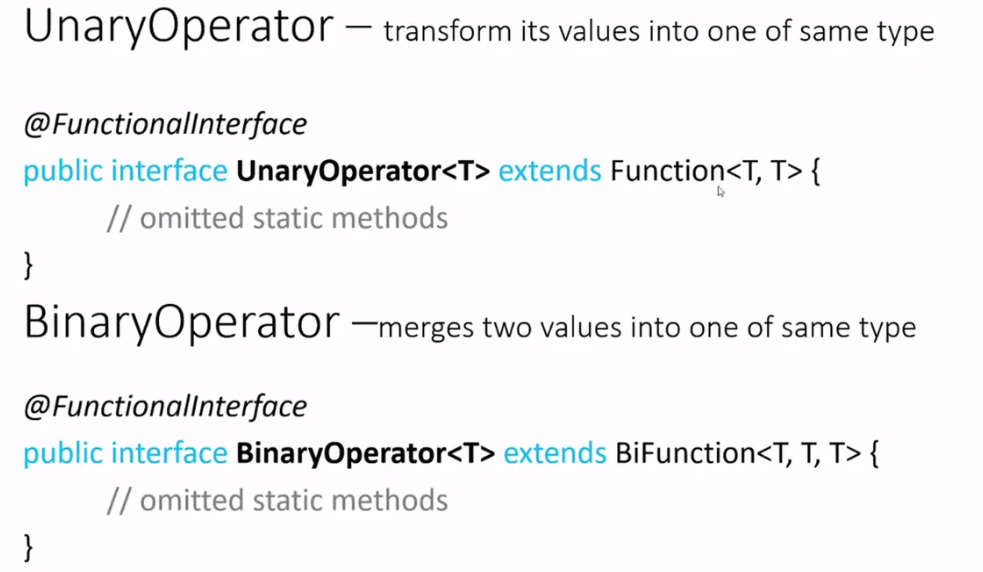 UnaryOperator – transform its values into one of same type
@FunctionalInterface
public interface UnaryOperator<T> extends Function<T, T> {
// omitted static methods
}
BinaryOperator –merges two values into one of same type
@FunctionalInterface
public interface BinaryOperator<T> extends BiFunction<T, T, T> {
// omitted static methods
}